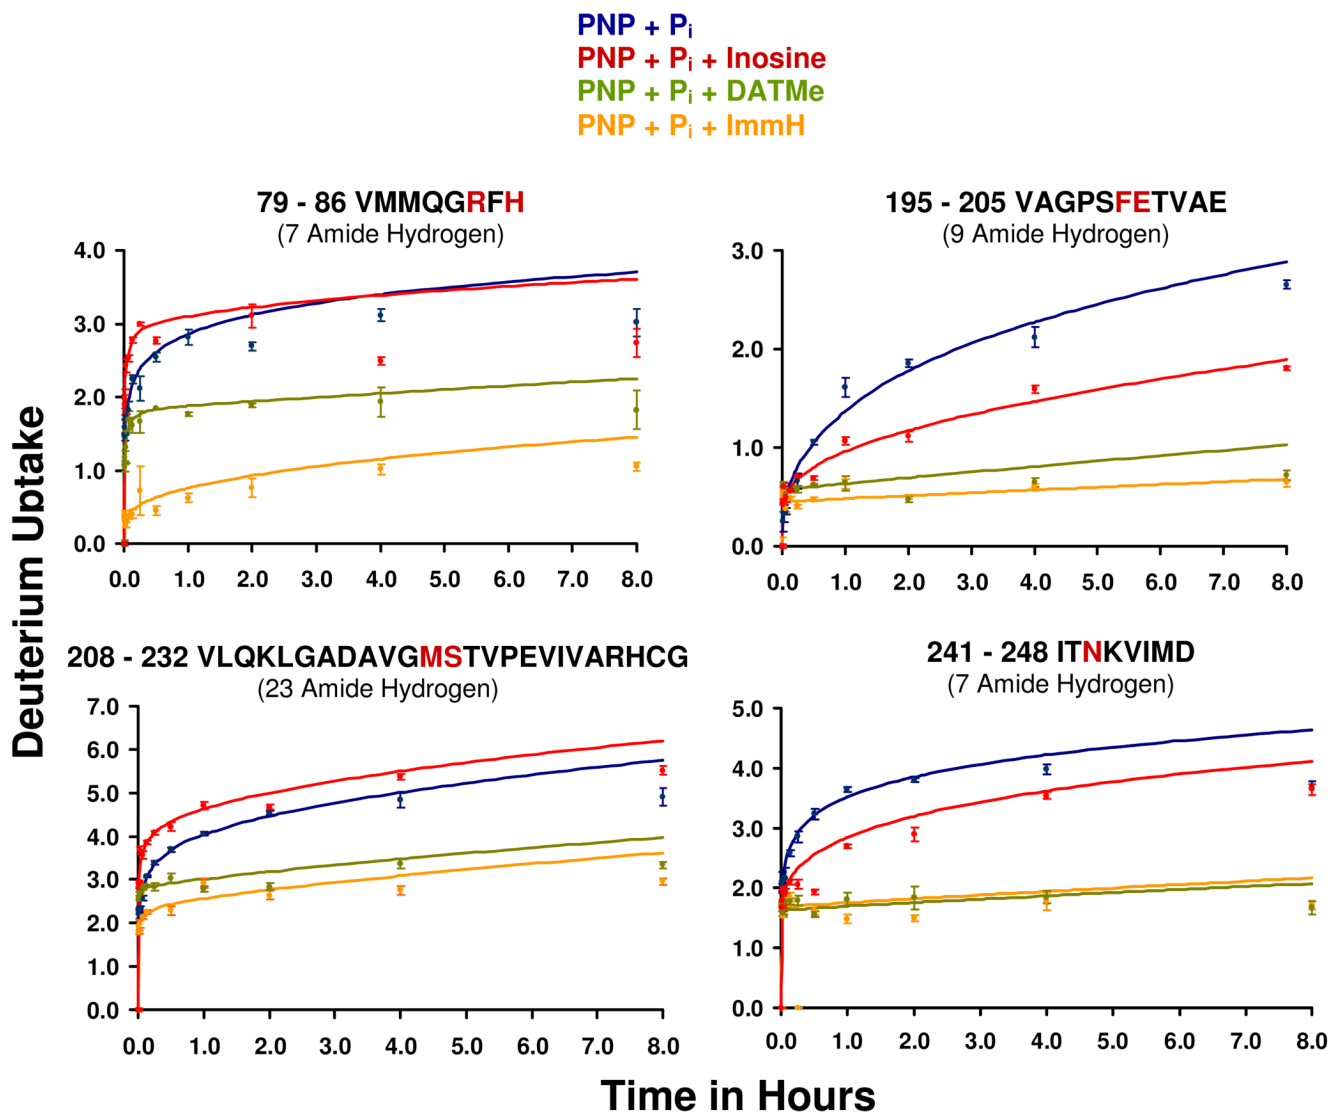 PNP + Pi
PNP + Pi + Inosine
PNP + Pi + DATMe
PNP + Pi + ImmH
79 - 86 VMMQGRFH
(7 Amide Hydrogen)
4.0
3.0
2.0
1.0
0.0
0.0 1.0 2.0 3.0 4.0 5.0 6.0 7.0 8.0
195 - 205 VAGPSFETVAE
(9 Amide Hydrogen)
3.0
2.0
1.0
0.0
0.0 1.0 2.0 3.0 4.0 5.0 6.0 7.0 8.0
208 - 232 VLQKLGADAVGMSTVPEVIVARHCG
(23 Amide Hydrogen)
7.0
6.0
5.0
4.0
3.0
2.0
1.0
0.0
0.0 1.0 2.0 3.0 4.0 5.0 6.0 7.0 8.0
241 - 248 ITNKVIMD
(7 Amide Hydrogen)
5.0
4.0
3.0
2.0
1.0
0.0
0.0 1.0 2.0 3.0 4.0 5.0 6.0 7.0 8.0
Deuterium Uptake
Time in Hours